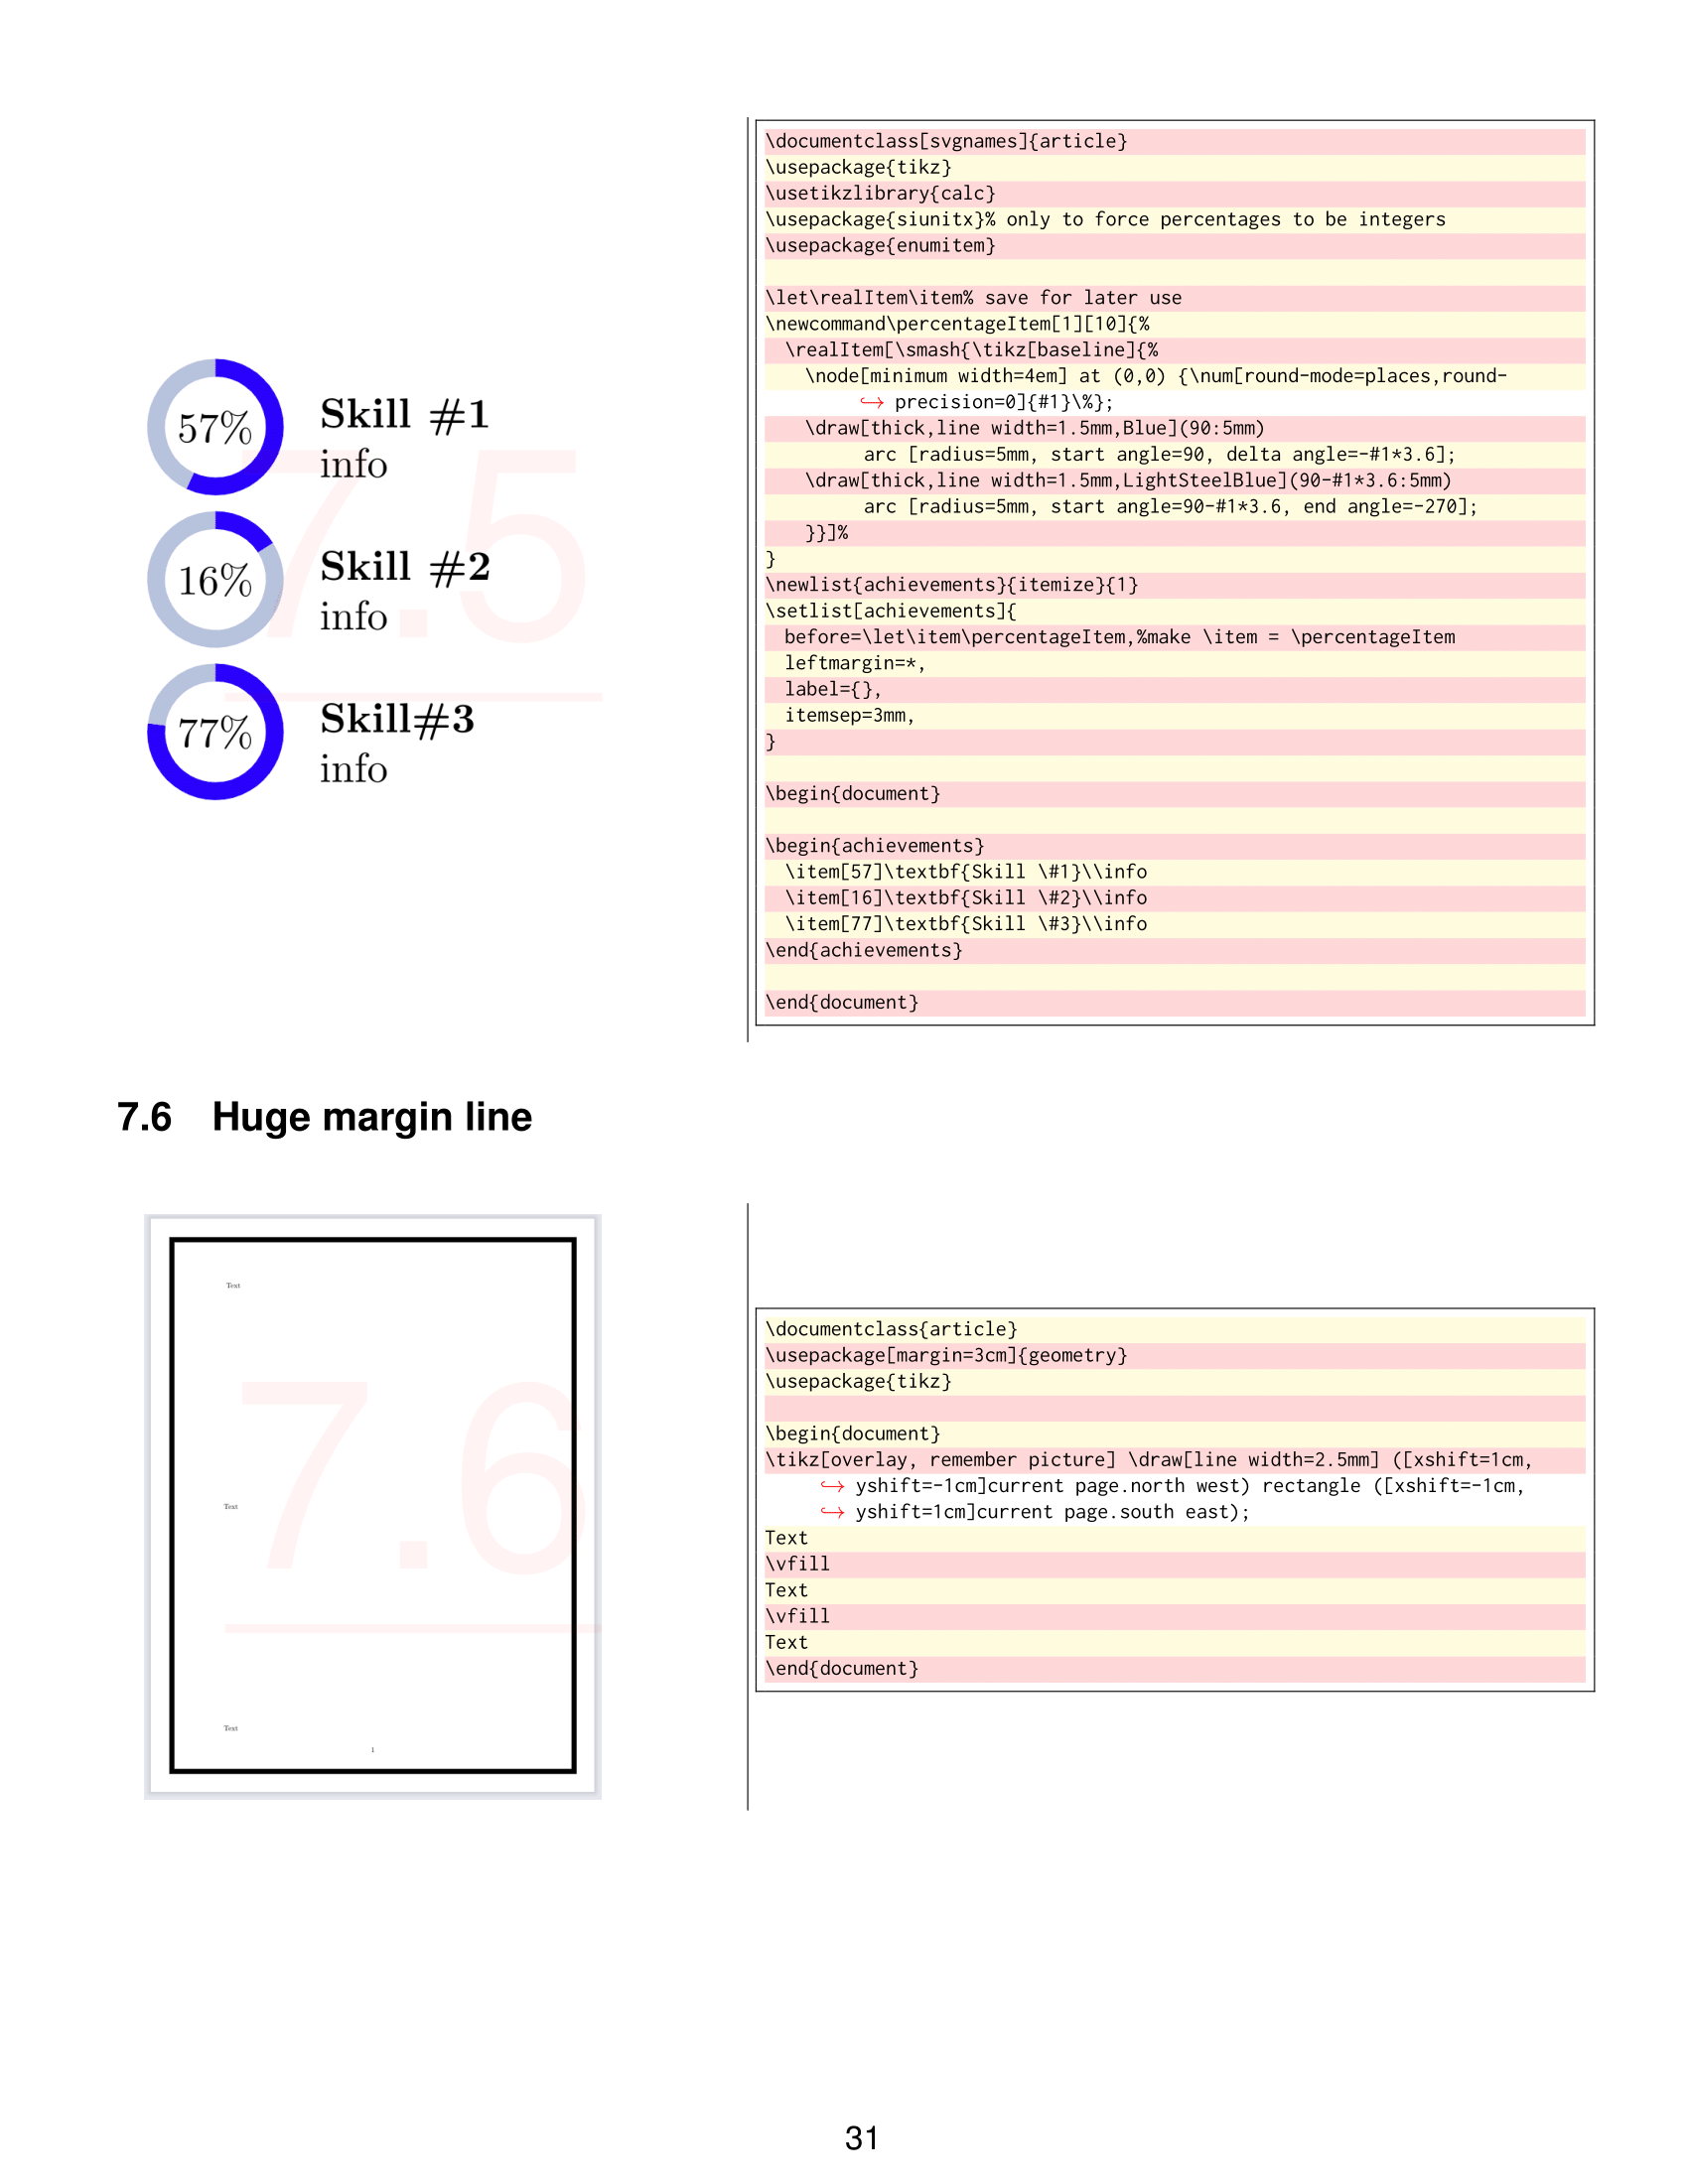 57%
Skill #1
info
16%
Skill #2
info
77%
Skill#3
info
7.5
\documentclass[svgnames]{article}
\usepackage{tikz}
\usetikzlibrary{calc}
\usepackage{siunitx}% only to force percentages to be integers
\usepackage{enumitem}
\let\realItem\item% save for later use
\newcommand\percentageItem[1][10]{%
\realItem[\smash{\tikz[baseline]{%
\node[minimum width=4em] at (0,0) {\num[round-mode=places,round-
↪ precision=0]{#1}\%};
\draw[thick,line width=1.5mm,Blue](90:5mm)
arc [radius=5mm, start angle=90, delta angle=-#1*3.6];
\draw[thick,line width=1.5mm,LightSteelBlue](90-#1*3.6:5mm)
arc [radius=5mm, start angle=90-#1*3.6, end angle=-270];
}}]%
}
\newlist{achievements}{itemize}{1}
\setlist[achievements]{
before=\let\item\percentageItem,%make \item = \percentageItem
leftmargin=*,
label={},
itemsep=3mm,
}
\begin{document}
\begin{achievements}
\item[57]\textbf{Skill \#1}\\info
\item[16]\textbf{Skill \#2}\\info
\item[77]\textbf{Skill \#3}\\info
\end{achievements}
\end{document}
7.6 Huge margin line
Text
Text
Text
1
7.6
\documentclass{article}
\usepackage[margin=3cm]{geometry}
\usepackage{tikz}
\begin{document}
\tikz[overlay, remember picture] \draw[line width=2.5mm] ([xshift=1cm,
↪ yshift=-1cm]current page.north west) rectangle ([xshift=-1cm,
↪ yshift=1cm]current page.south east);
Text
\vfill
Text
\vfill
Text
\end{document}
31